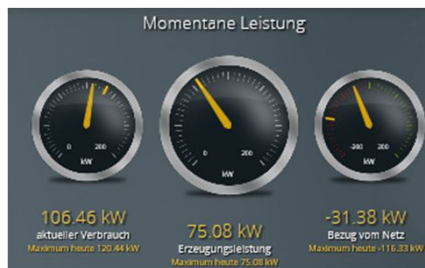 Momentane Leistung
0 200
kW
0 200
kW
-200 200
kW
106.46 kW
aktueller Verbrauch
Maximum heute 120.44 kW
75.08 kW
Erzeugungsleistung
Maximum heute 75.08 kW
-31.38 kW
Bezug vom Netz
Maximum heute -116.33 kW